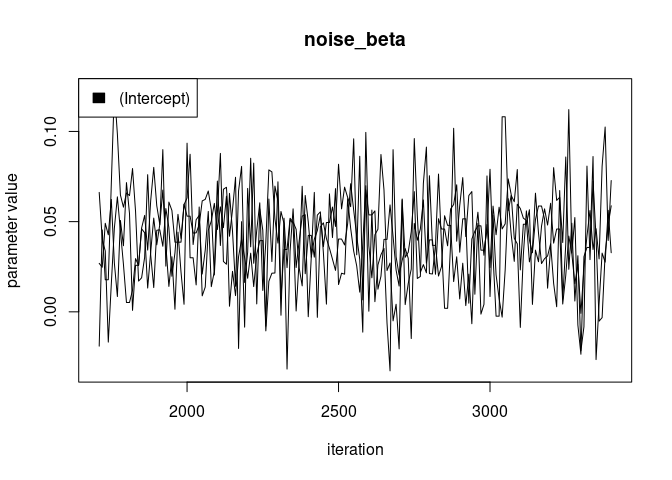 noise_beta
(Intercept)
parameter value
0.10
0.05
0.00
2000 2500 3000
iteration